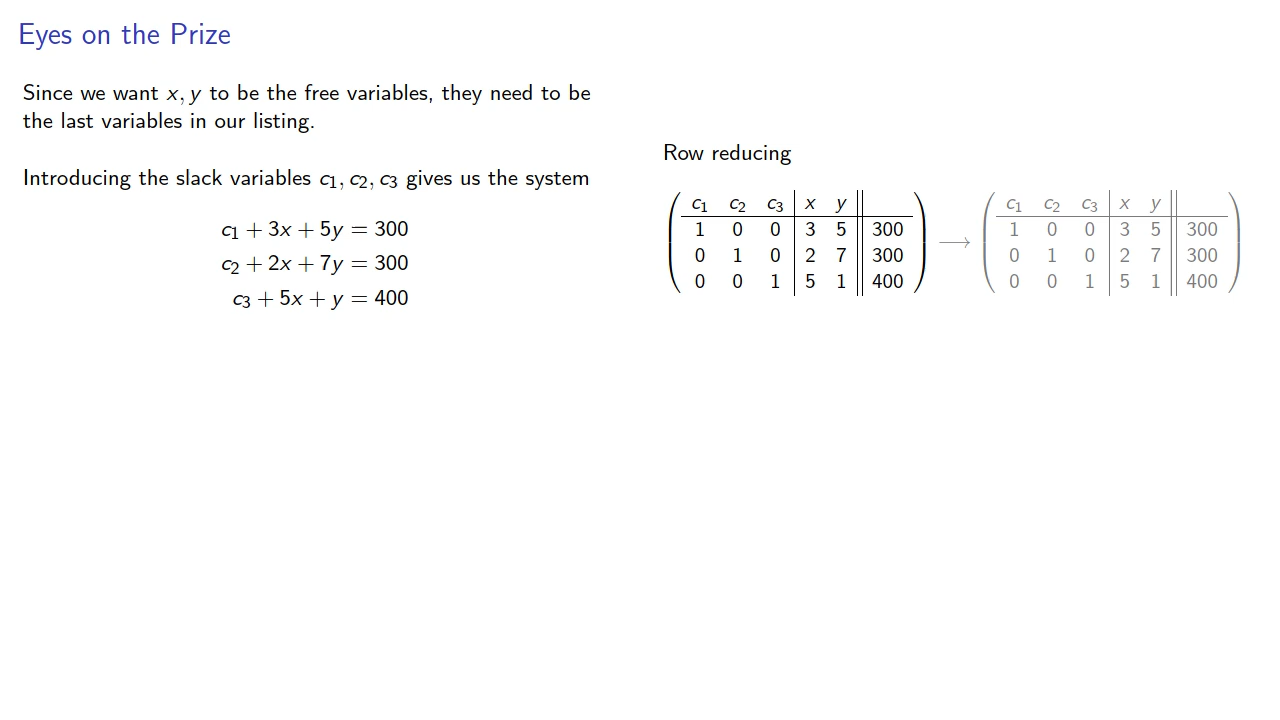 Eyes on the Prize
Since we want x, y to be the free variables, they need to be
the last variables in our listing.
Introducing the slack variables c₁, c₂, c₃ gives us the system
c₁ + 3x + 5y = 300
c₂ + 2x + 7y = 300
c₃ + 5x + y = 400
Row reducing
c₁ c₂ c₃ x y
1 0 0 3 5 300
0 1 0 2 7 300
0 0 1 5 1 400
⟶
c₁ c₂ c₃ x y
1 0 0 3 5 300
0 1 0 2 7 300
0 0 1 5 1 400